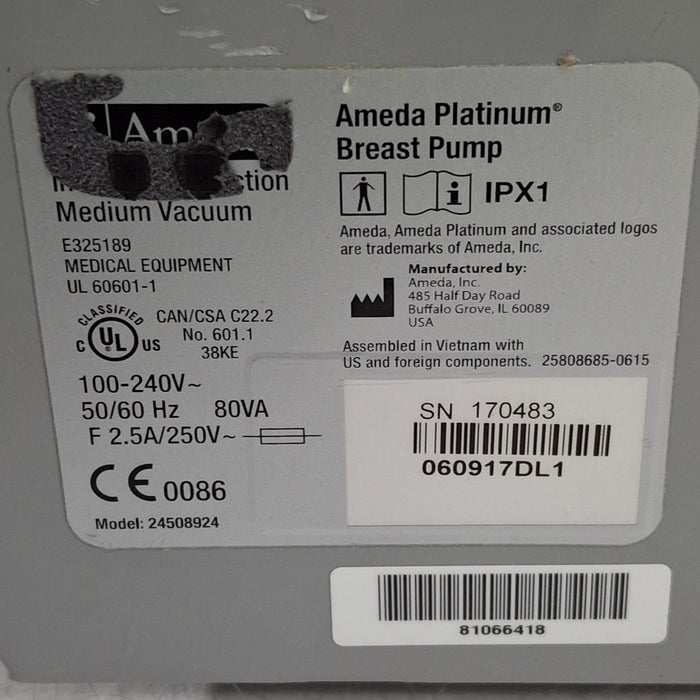 Ame
ction
Medium Vacuum
E325189
MEDICAL EQUIPMENT
UL 60601-1
CLASSIFIED
C UL US
CAN/CSA C22.2
No. 601.1
38KE
100-240V~
50/60 Hz 80VA
F 2.5A/250V~
CE 0086
Model: 24508924
Ameda Platinum®
Breast Pump
i IPX1
Ameda, Ameda Platinum and associated logos
are trademarks of Ameda, Inc.
Manufactured by:
Ameda, Inc.
485 Half Day Road
Buffalo Grove, IL 60089
USA
Assembled in Vietnam with
US and foreign components. 25808685-0615
SN 170483
060917DL1
81066418